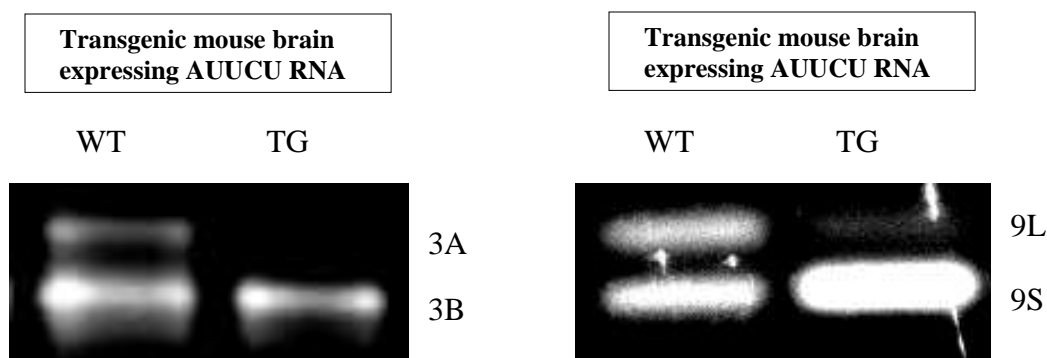 Transgenic mouse brain
expressing AUUCU RNA
WT TG
3A
3B
Transgenic mouse brain
expressing AUUCU RNA
WT TG
9L
9S